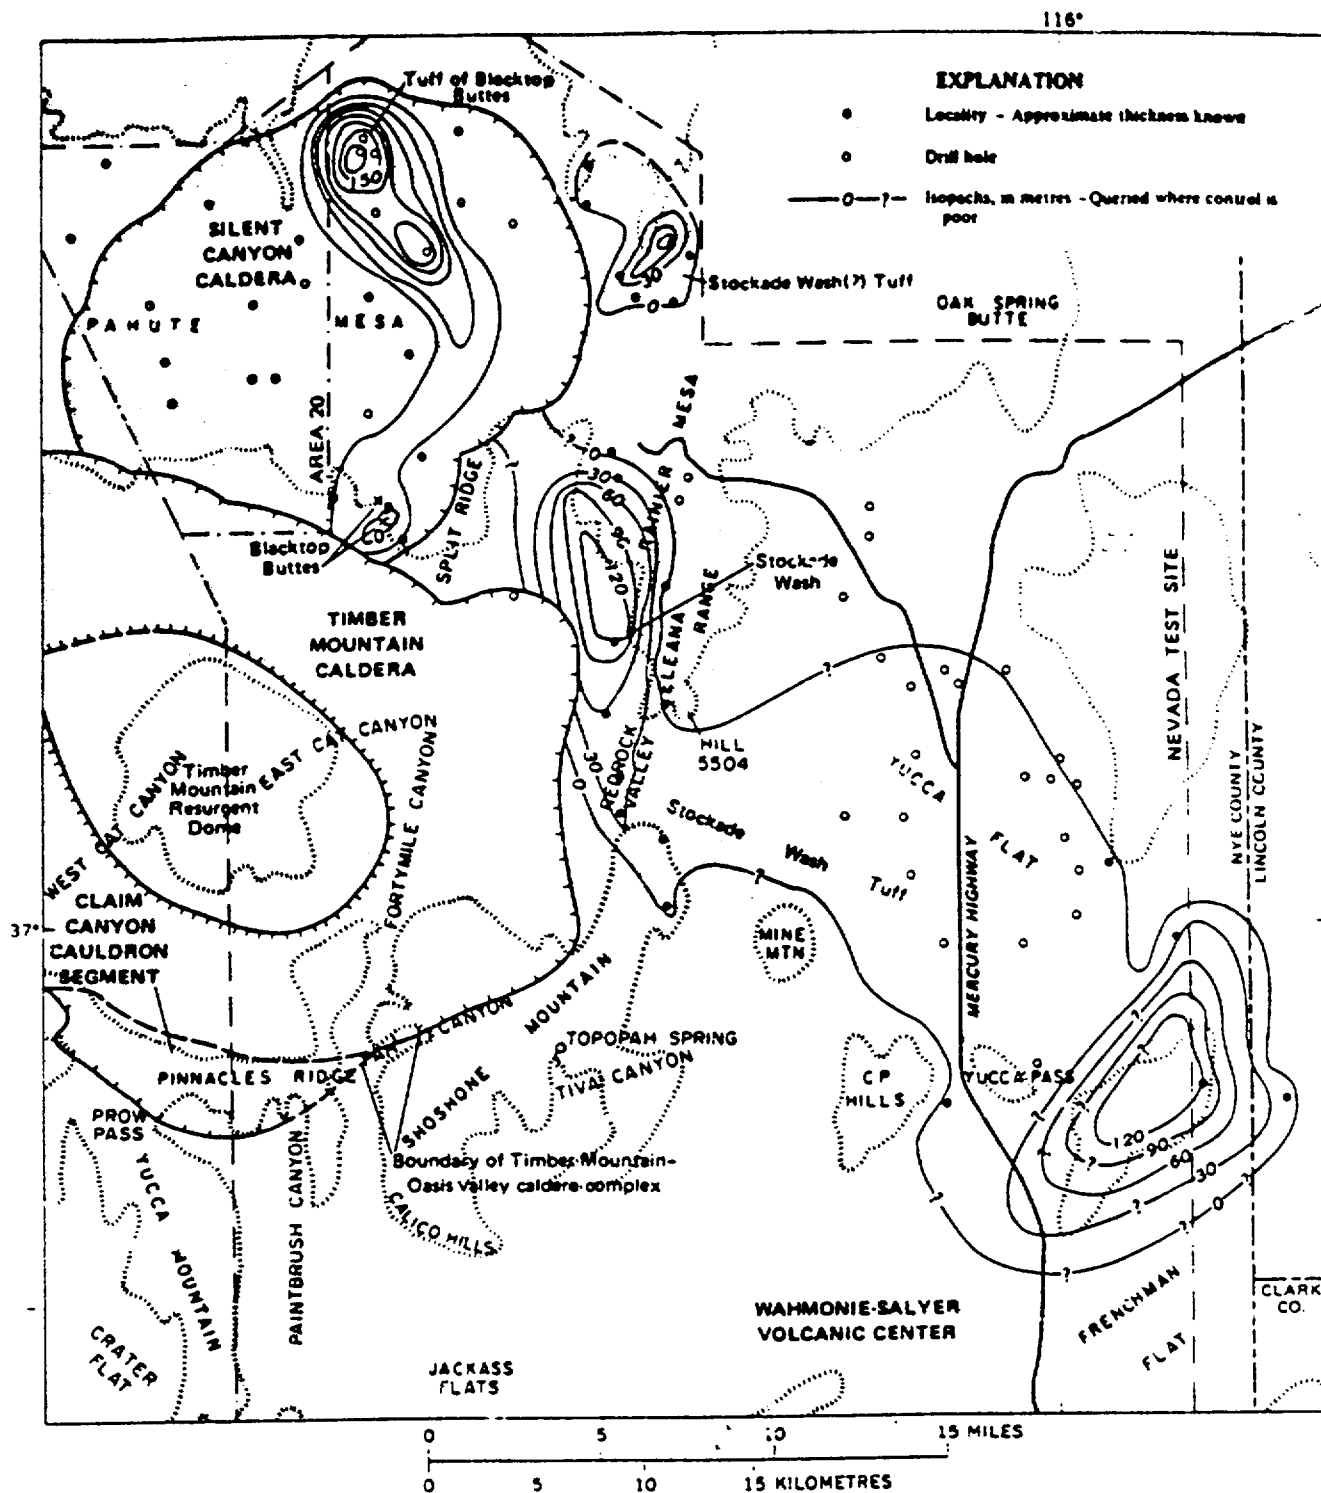 116°
EXPLANATION
Locality - Approximate thickness known
Drill hole
0 - ? -
Isopachs, in metres - Queried where control is
poor
Tuff of Blacktop
Buttes
150
SILENT
CANYON
CALDERA
PAHUTE MESA
AREA 20
?
Stockade Wash(?) Tuff
0
OAK SPRING
BUTTE
RAINIER MESA
SPLIT RIDGE
?
?
0
30
60
90
120
Blacktop
Buttes
Stockade
Wash
TIMBER
MOUNTAIN
CALDERA
ELEANA RANGE
EAST CAT CANYON
WEST CAT CANYON
Timber
Mountain
Resurgent
Dome
FORTYMILE CANYON
REDROCK
VALLEY
30
0
HILL
5504
?
YUCCA FLAT
Stockade Wash Tuff
?
NEVADA TEST SITE
NYE COUNTY
LINCOLN COUNTY
MERCURY HIGHWAY
37°
CLAIM
CANYON
CAULDRON
SEGMENT
MINE
MTN
SHOSHONE MOUNTAIN
CANYON
TOPOPAH SPRING
TIVA CANYON
PINNACLES RIDGE
CP
HILLS
YUCCA PASS
PROW
PASS
YUCCA MOUNTAIN
PAINTBRUSH CANYON
Boundary of Timber Mountain-
Oasis Valley caldera complex
CALICO HILLS
120
90
60
30
0
?
?
?
?
?
CRATER
FLAT
JACKASS
FLATS
WAHMONIE-SALYER
VOLCANIC CENTER
FRENCHMAN
FLAT
CLARK
CO.
0 5 10 15 MILES
0 5 10 15 KILOMETRES